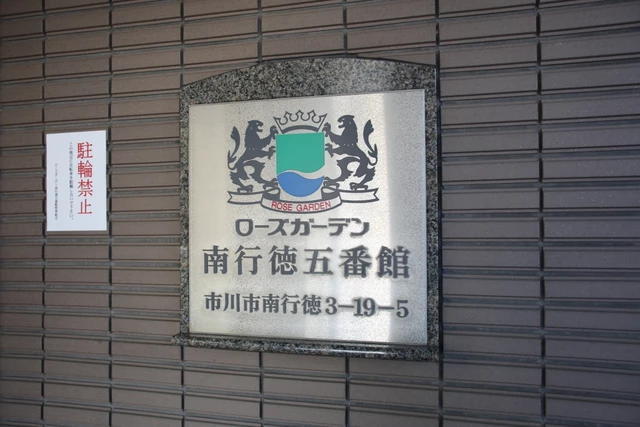 ROSE GARDEN
ローズガーデン
南行徳五番館
市川市南行徳3-19-5
駐輪禁止